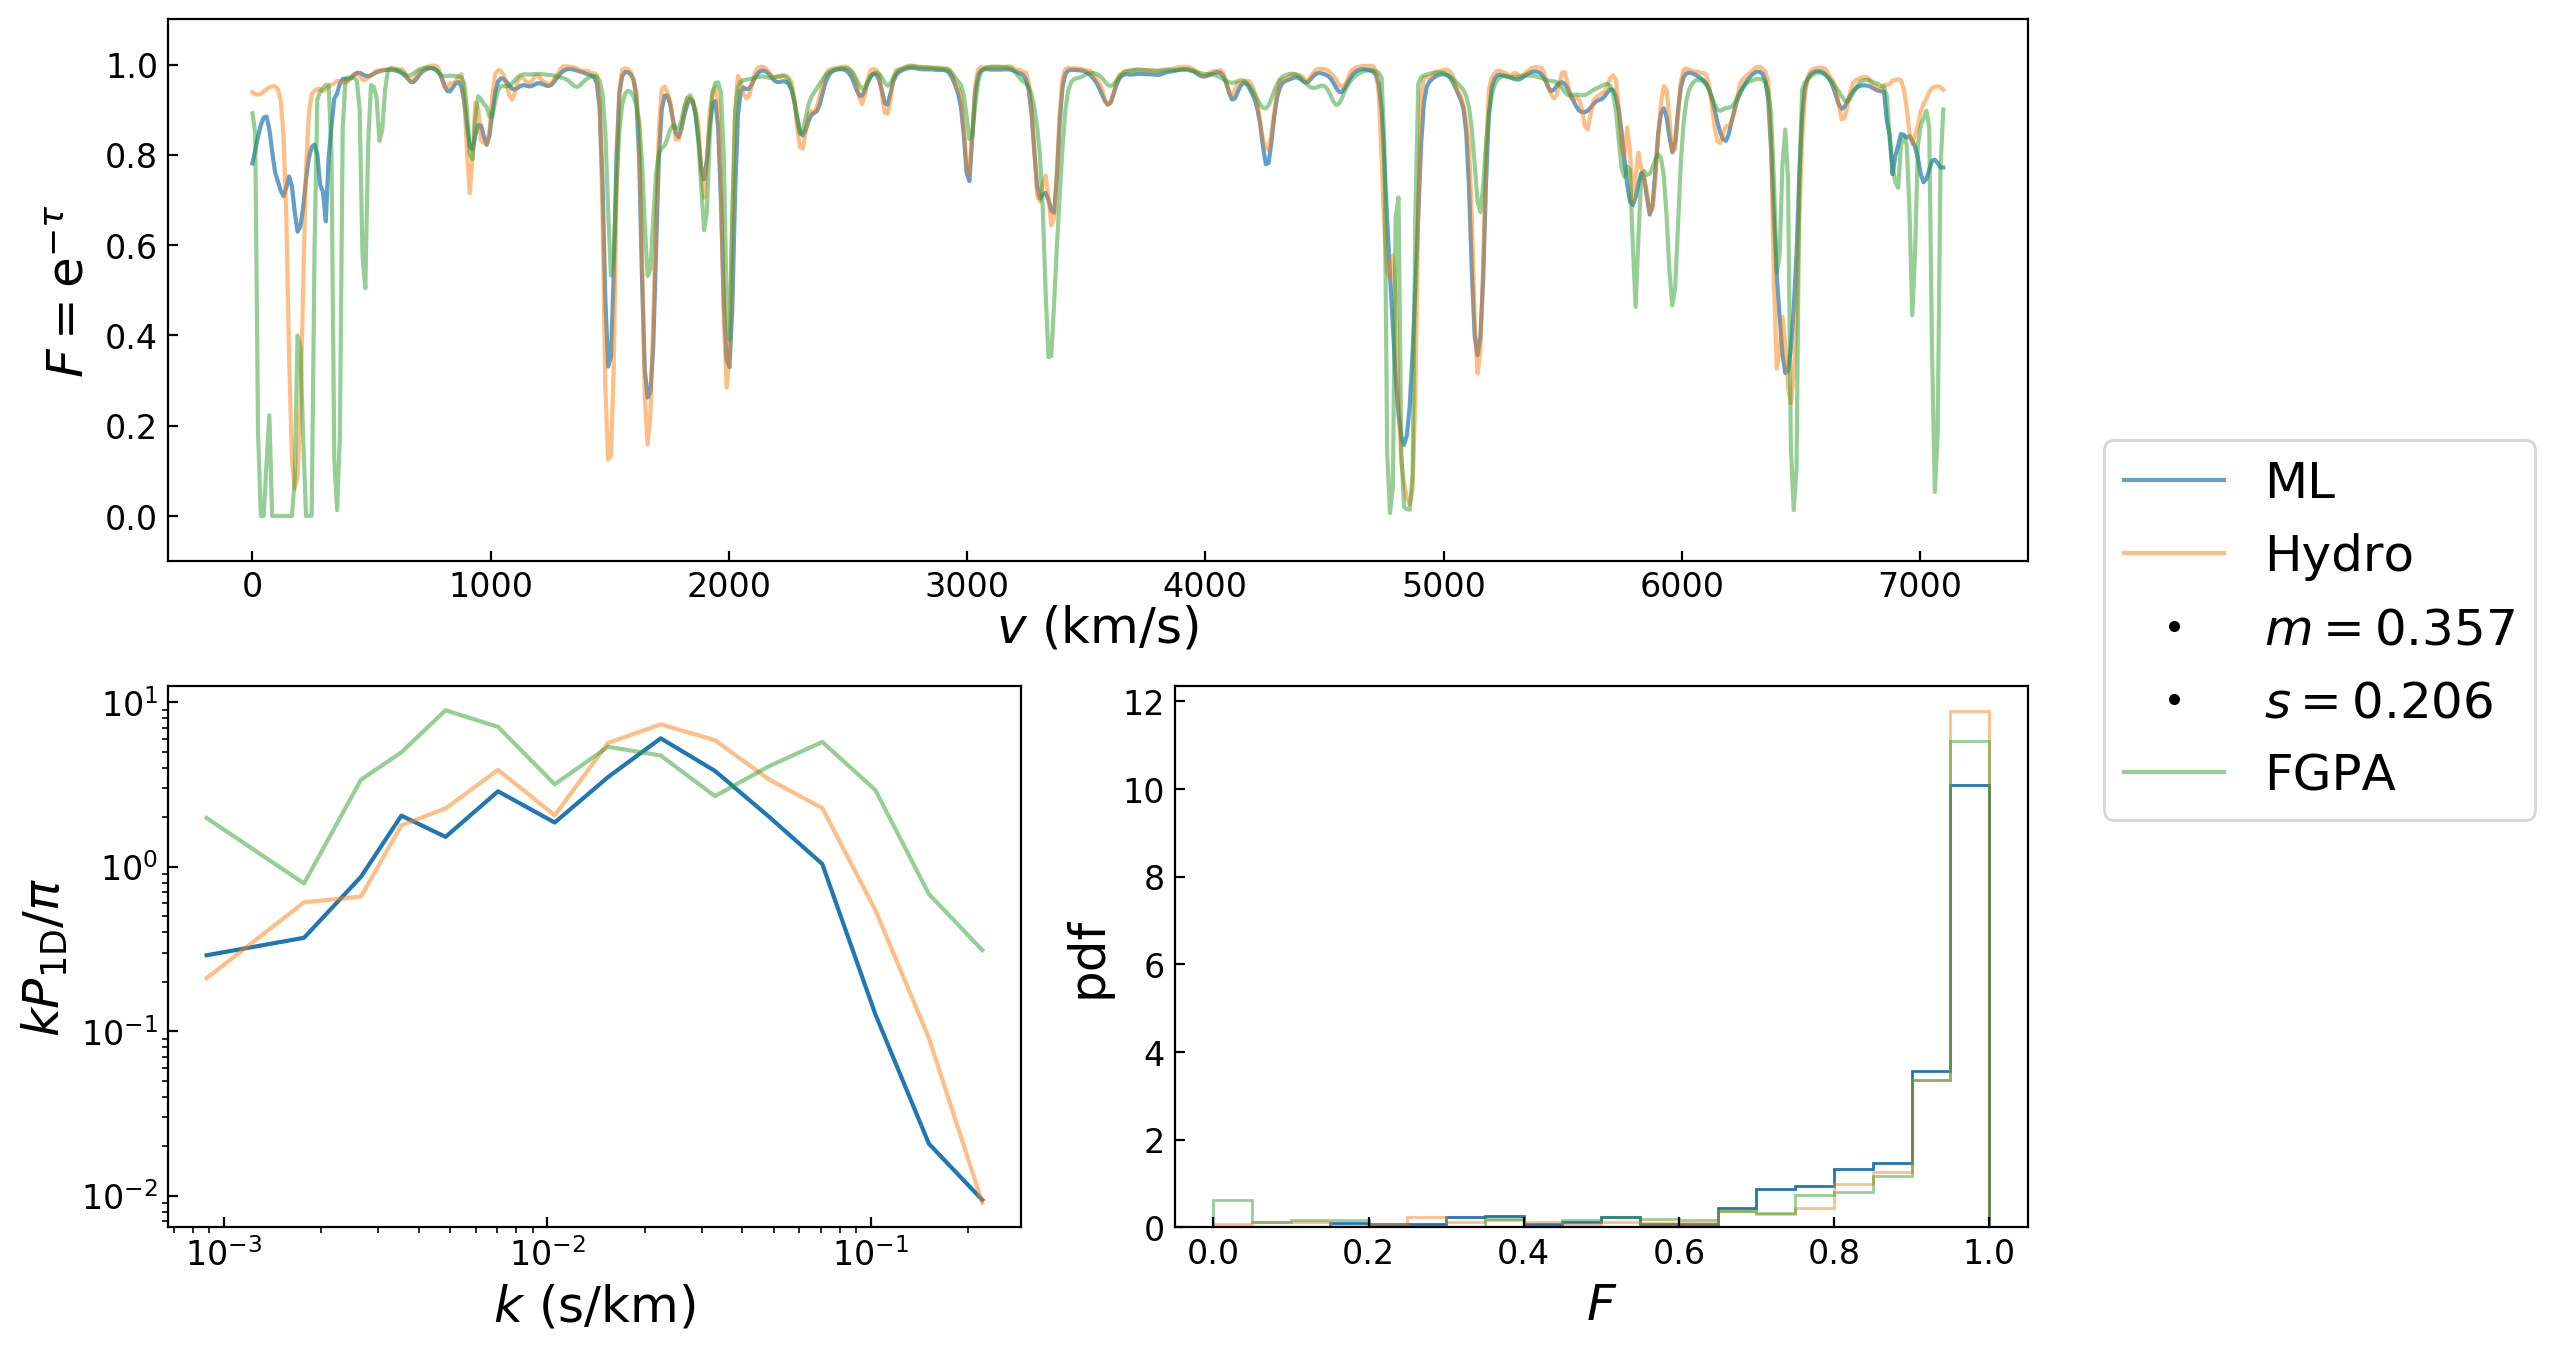 1.0
0.8
0.6
0.4
0.2
0.0
F = e^{−τ}
0 1000 2000 3000 4000 5000 6000 7000
v (km/s)
ML
Hydro
m = 0.357
s = 0.206
FGPA
10^1
10^0
10^{−1}
10^{−2}
kP_{1D}/π
10^{−3} 10^{−2} 10^{−1}
k (s/km)
12
10
8
6
4
2
0
pdf
0.0 0.2 0.4 0.6 0.8 1.0
F